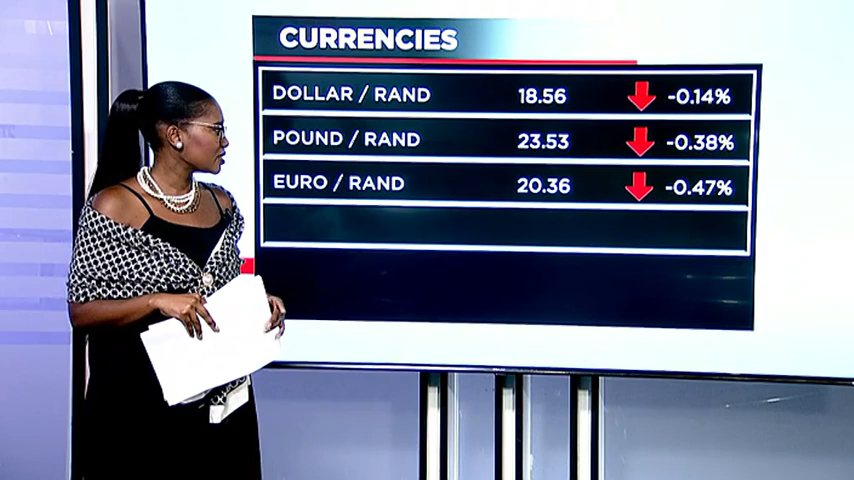 CURRENCIES
DOLLAR / RAND 18.56 -0.14%
POUND / RAND 23.53 -0.38%
EURO / RAND 20.36 -0.47%